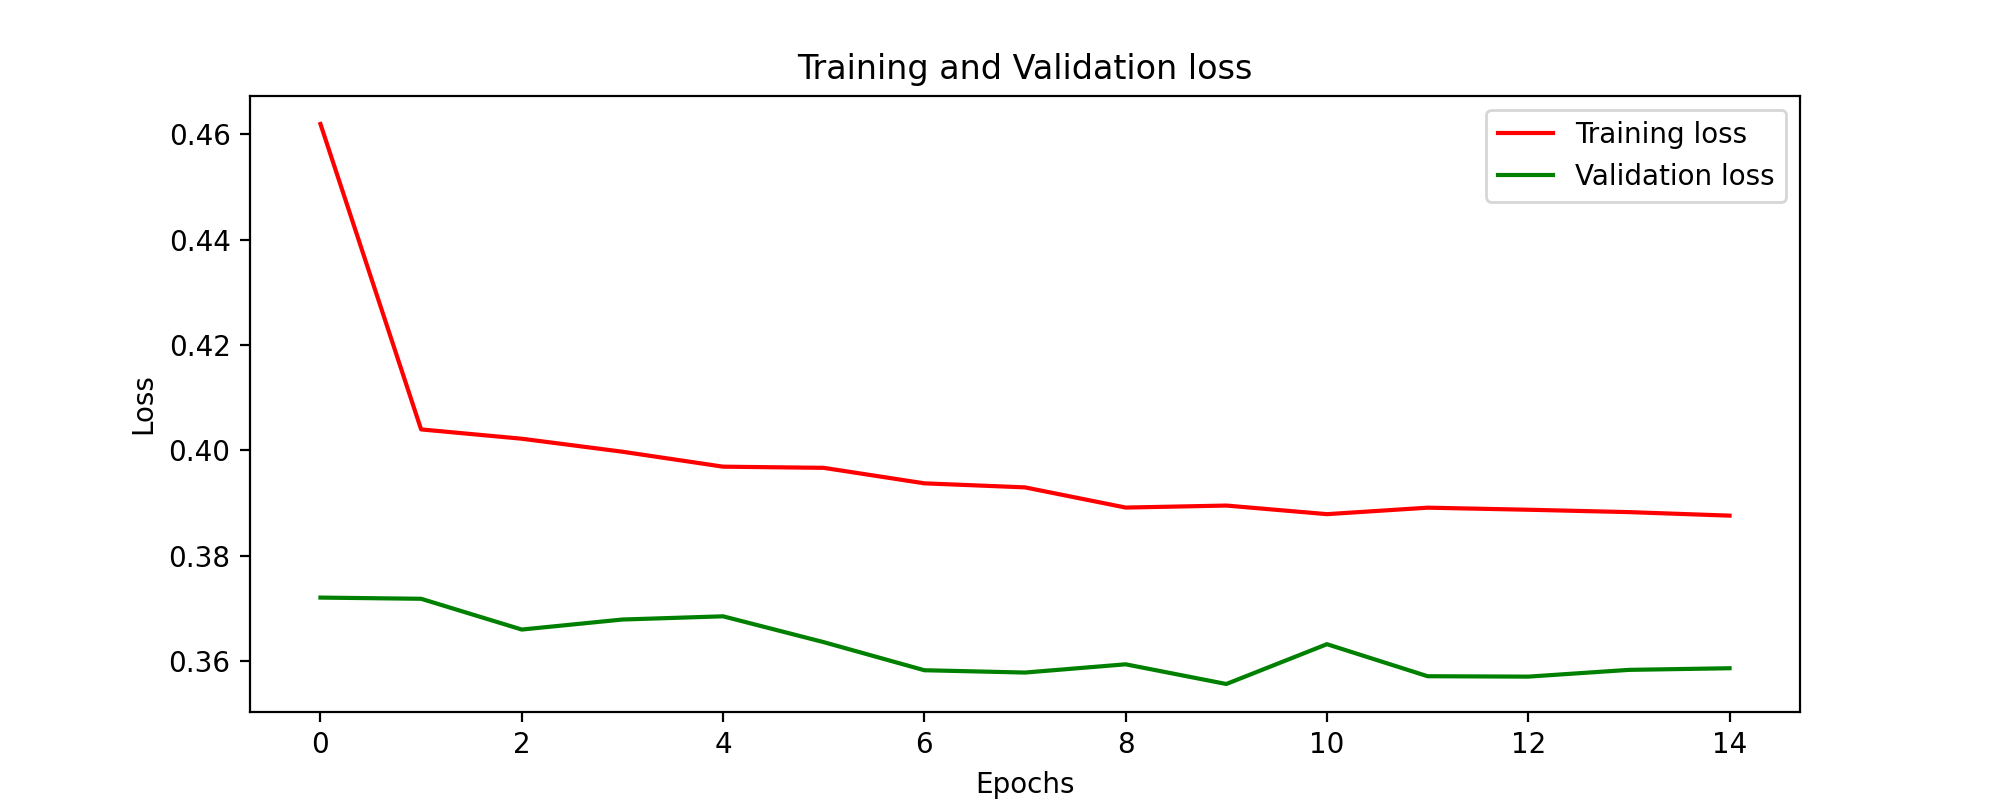 Training and Validation loss
Training loss
Validation loss
0.46
0.44
0.42
0.40
0.38
0.36
Loss
0 2 4 6 8 10 12 14
Epochs